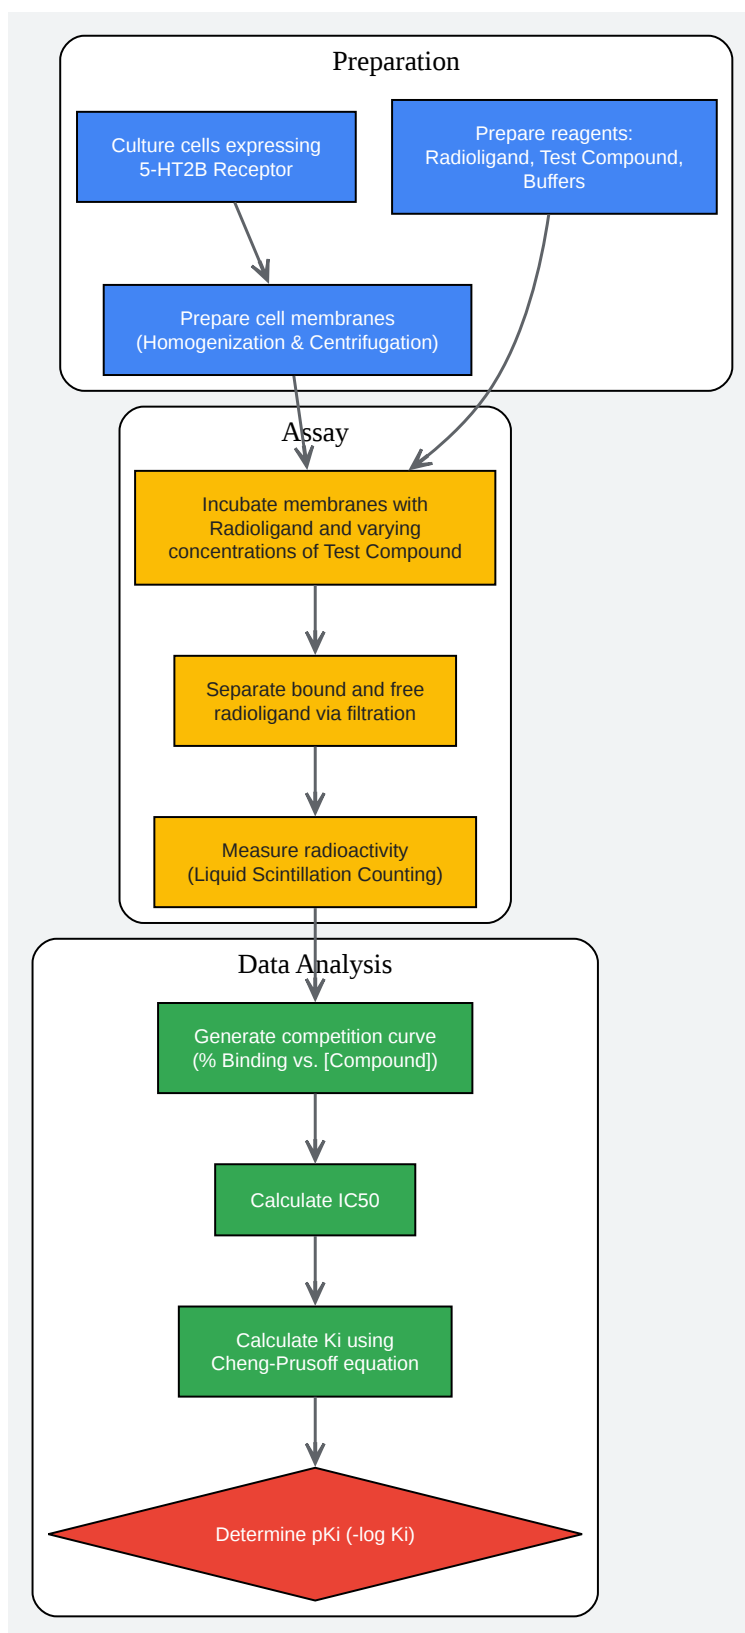 Preparation
Culture cells expressing
5-HT2B Receptor
Prepare reagents:
Radioligand, Test Compound,
Buffers
Prepare cell membranes
(Homogenization & Centrifugation)
Assay
Incubate membranes with
Radioligand and varying
concentrations of Test Compound
Separate bound and free
radioligand via filtration
Measure radioactivity
(Liquid Scintillation Counting)
Data Analysis
Generate competition curve
(% Binding vs. [Compound])
Calculate IC50
Calculate Ki using
Cheng-Prusoff equation
Determine pKi (-log Ki)